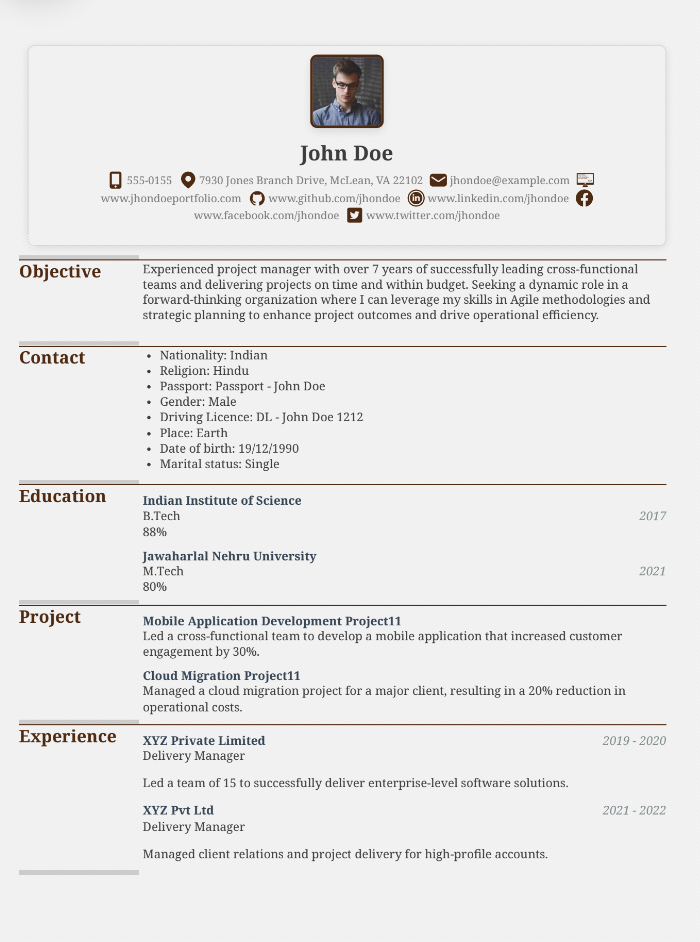 John Doe
555-0155 7930 Jones Branch Drive, McLean, VA 22102 jhondoe@example.com
www.jhondoeportfolio.com www.github.com/jhondoe www.linkedin.com/jhondoe
www.facebook.com/jhondoe www.twitter.com/jhondoe
Objective
Experienced project manager with over 7 years of successfully leading cross-functional
teams and delivering projects on time and within budget. Seeking a dynamic role in a
forward-thinking organization where I can leverage my skills in Agile methodologies and
strategic planning to enhance project outcomes and drive operational efficiency.
Contact
• Nationality: Indian
• Religion: Hindu
• Passport: Passport - John Doe
• Gender: Male
• Driving Licence: DL - John Doe 1212
• Place: Earth
• Date of birth: 19/12/1990
• Marital status: Single
Education
Indian Institute of Science
B.Tech 2017
88%
Jawaharlal Nehru University
M.Tech 2021
80%
Project
Mobile Application Development Project11
Led a cross-functional team to develop a mobile application that increased customer
engagement by 30%.
Cloud Migration Project11
Managed a cloud migration project for a major client, resulting in a 20% reduction in
operational costs.
Experience
XYZ Private Limited 2019 - 2020
Delivery Manager
Led a team of 15 to successfully deliver enterprise-level software solutions.
XYZ Pvt Ltd 2021 - 2022
Delivery Manager
Managed client relations and project delivery for high-profile accounts.